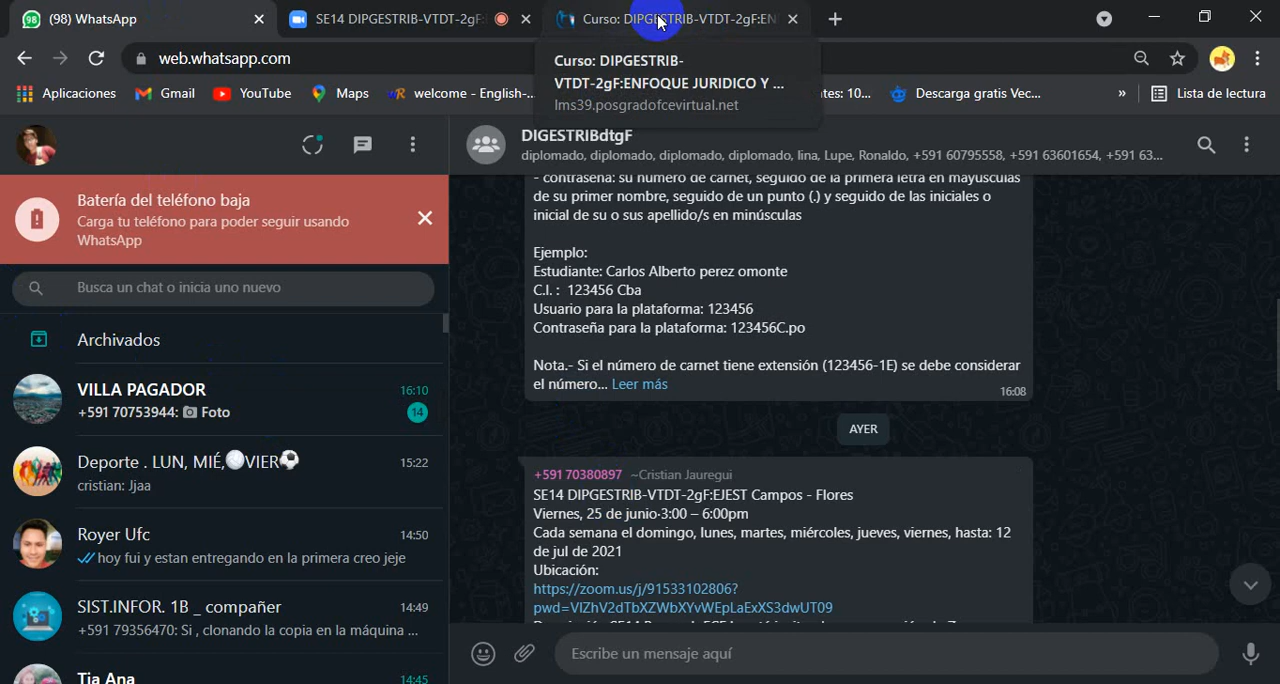 (98) WhatsApp
SE14 DIPGESTRIB-VTDT-2gF:
Curso: DIPGESTRIB-VTDT-2gF:EN
web.whatsapp.com
Curso: DIPGESTRIB-
VTDT-2gF:ENFOQUE JURIDICO Y ...
lms39.posgradofcevirtual.net
Aplicaciones
Gmail
YouTube
Maps
welcome - English-...
tes: 10...
Descarga gratis Vec...
»
Lista de lectura
DIGESTRIBdtgF
diplomado, diplomado, diplomado, diplomado, lina, Lupe, Ronaldo, +591 60795558, +591 63601654, +591 63...
Batería del teléfono baja
Carga tu teléfono para poder seguir usando
WhatsApp
Busca un chat o inicia uno nuevo
Archivados
VILLA PAGADOR
16:10
+591 70753944: Foto
14
Deporte . LUN, MIÉ,⚪VIER⚽
15:22
cristian: Jjaa
Royer Ufc
14:50
hoy fui y estan entregando en la primera creo jeje
SIST.INFOR. 1B _ compañer
14:49
+591 79356470: Si , clonando la copia en la máquina ...
Tia Ana
14:45
- contraseña: su número de carnet, seguido de la primera letra en mayúsculas
de su primer nombre, seguido de un punto (.) y seguido de las iniciales o
inicial de su o sus apellido/s en minúsculas
Ejemplo:
Estudiante: Carlos Alberto perez omonte
C.I. : 123456 Cba
Usuario para la plataforma: 123456
Contraseña para la plataforma: 123456C.po
Nota.- Si el número de carnet tiene extensión (123456-1E) se debe considerar
el número... Leer más
16:08
AYER
+591 70380897 ~Cristian Jauregui
SE14 DIPGESTRIB-VTDT-2gF:EJEST Campos - Flores
Viernes, 25 de junio·3:00 – 6:00pm
Cada semana el domingo, lunes, martes, miércoles, jueves, viernes, hasta: 12
de jul de 2021
Ubicación:
https://zoom.us/j/91533102806?
pwd=VlZhV2dTbXZWbXYvWEpLaExXS3dwUT09
Escribe un mensaje aquí